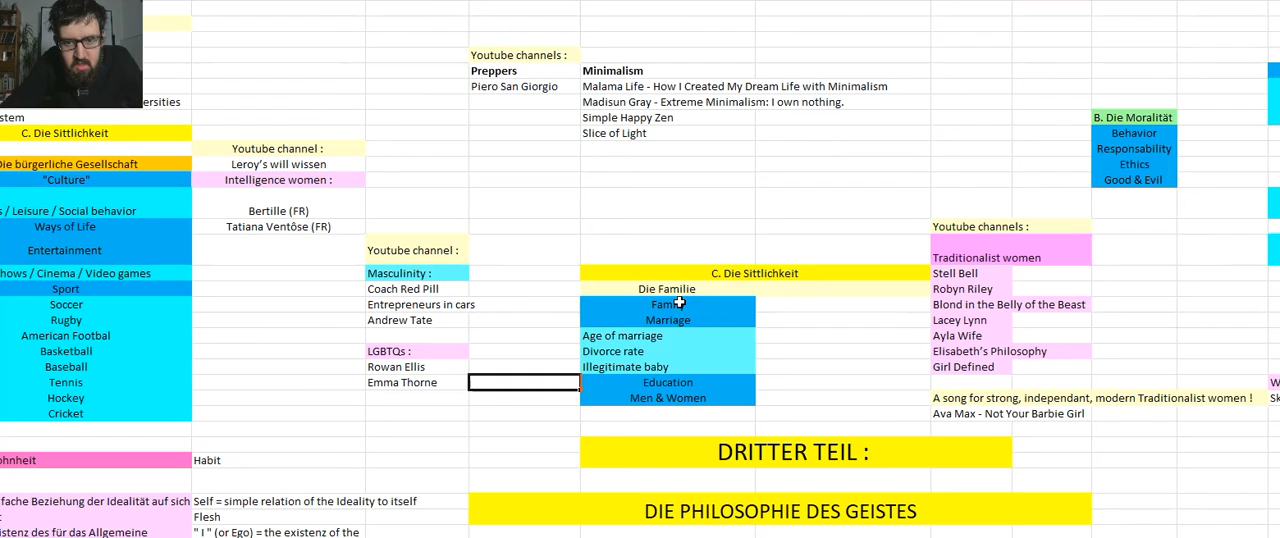 Youtube channels :
Preppers Minimalism
Piero San Giorgio Malama Life - How I Created My Dream Life with Minimalism
Madisun Gray - Extreme Minimalism: I own nothing.
Simple Happy Zen B. Die Moralität
C. Die Sittlichkeit Slice of Light Behavior
Youtube channel : Responsability
Die bürgerliche Gesellschaft Leroy's will wissen Ethics
"Culture" Intelligence women : Good & Evil
/ Leisure / Social behavior Bertille (FR)
Ways of Life Tatiana Ventôse (FR) Youtube channels :
Entertainment Youtube channel : Traditionalist women
/ Cinema / Video games Masculinity : C. Die Sittlichkeit Stell Bell
Sport Coach Red Pill Die Familie Robyn Riley
Soccer Entrepreneurs in cars Family Blond in the Belly of the Beast
Rugby Andrew Tate Marriage Lacey Lynn
American Footbal Age of marriage Ayla Wife
Basketball LGBTQs : Divorce rate Elisabeth's Philosophy
Baseball Rowan Ellis Illegitimate baby Girl Defined
Tennis Emma Thorne Education
Hockey Men & Women A song for strong, independant, modern Traditionalist women !
Cricket Ava Max - Not Your Barbie Girl
DRITTER TEIL :
Habit
Beziehung der Idealität auf sich Self = simple relation of the Ideality to itself
Flesh DIE PHILOSOPHIE DES GEISTES
des für das Allgemeine " I " (or Ego) = the existenz of the